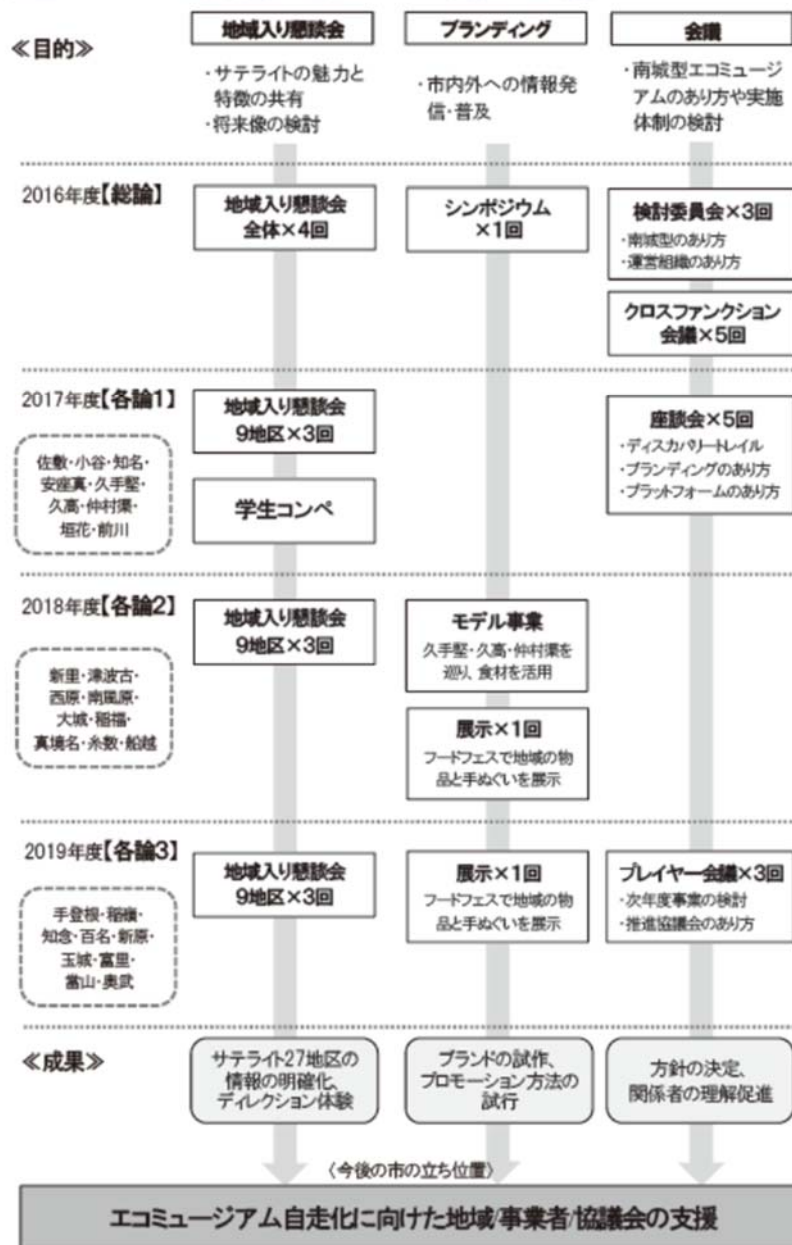 地域入り懇談会
ブランディング
会議
≪目的≫
・サテライトの魅力と
特徴の共有
・将来像の検討
・市内外への情報発
信・普及
・南城型エコミュージ
アムのあり方や実施
体制の検討
2016年度【総論】
地域入り懇談会
全体×4回
シンポジウム
×1回
検討委員会×3回
・南城型のあり方
・運営組織のあり方
クロスファンクション
会議×5回
2017年度【各論1】
佐敷・小谷・知名・
安座真・久手堅・
久高・仲村渠・
垣花・前川
地域入り懇談会
9地区×3回
学生コンペ
座談会×5回
・ディスカバリートレイル
・ブランディングのあり方
・プラットフォームのあり方
2018年度【各論2】
新里・津波古・
西原・南風原・
大城・稲福・
真境名・糸数・船越
地域入り懇談会
9地区×3回
モデル事業
久手堅・久高・仲村渠を
巡り、食材を活用
展示×1回
フードフェスで地域の物
品と手ぬぐいを展示
2019年度【各論3】
手登根・稲嶺・
知念・百名・新原・
玉城・富里・
當山・奥武
地域入り懇談会
9地区×3回
展示×1回
フードフェスで地域の物
品と手ぬぐいを展示
プレイヤー会議×3回
・次年度事業の検討
・推進協議会のあり方
≪成果≫
サテライト27地区の
情報の明確化、
ディレクション体験
ブランドの試作、
プロモーション方法の
試行
方針の決定、
関係者の理解促進
〈今後の市の立ち位置〉
エコミュージアム自走化に向けた地域/事業者/協議会の支援